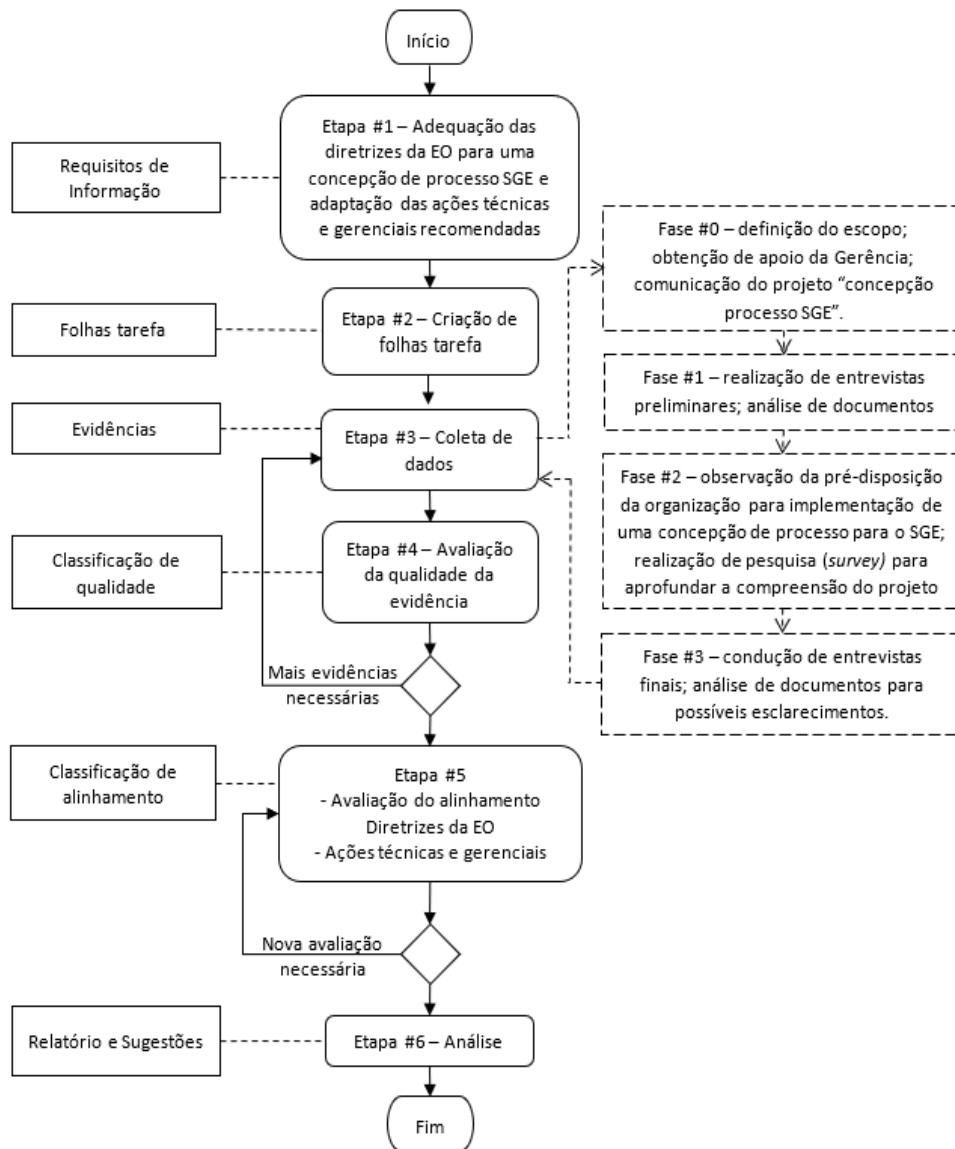 Início
Etapa #1 – Adequação das
diretrizes da EO para uma
concepção de processo SGE e
adaptação das ações técnicas
e gerenciais recomendadas
Requisitos de
Informação
Fase #0 – definição do escopo;
obtenção de apoio da Gerência;
comunicação do projeto “concepção
processo SGE”.
Etapa #2 – Criação de
folhas tarefa
Folhas tarefa
Fase #1 – realização de entrevistas
preliminares; análise de documentos
Evidências
Etapa #3 – Coleta de
dados
Fase #2 – observação da pré-disposição
da organização para implementação de
uma concepção de processo para o SGE;
realização de pesquisa (survey) para
aprofundar a compreensão do projeto
Classificação de
qualidade
Etapa #4 – Avaliação
da qualidade da
evidência
Fase #3 – condução de entrevistas
finais; análise de documentos para
possíveis esclarecimentos.
Mais evidências
necessárias
Classificação de
alinhamento
Etapa #5
- Avaliação do alinhamento
Diretrizes da EO
- Ações técnicas e gerenciais
Nova avaliação
necessária
Relatório e Sugestões
Etapa #6 – Análise
Fim